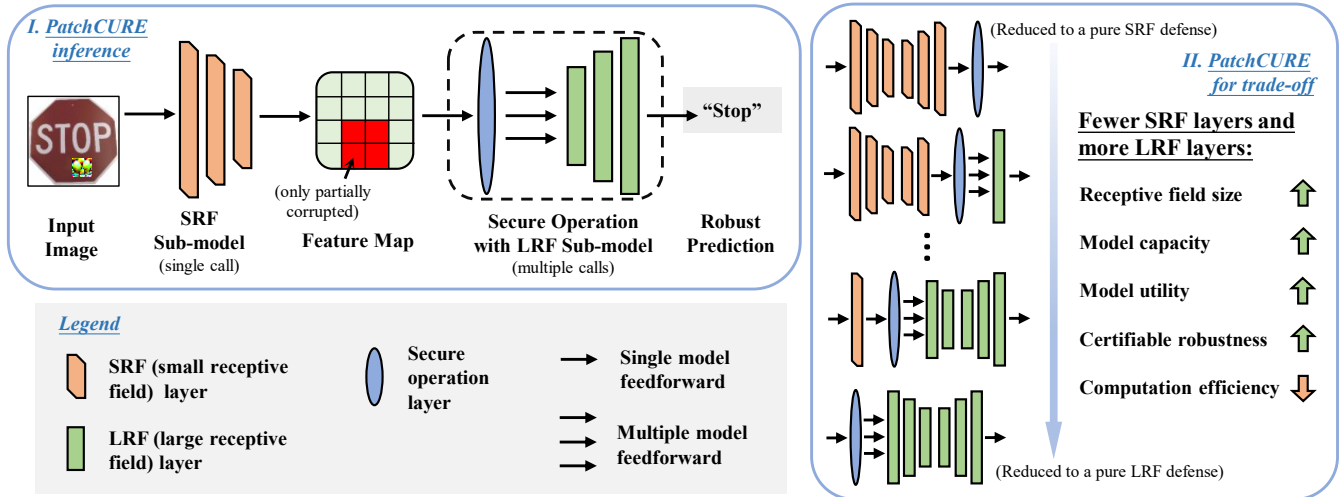 I. PatchCURE
inference
STOP
Input
Image
SRF
Sub-model
(single call)
(only partially
corrupted)
Feature Map
Secure Operation
with LRF Sub-model
(multiple calls)
“Stop”
Robust
Prediction
Legend
SRF (small receptive
field) layer
LRF (large receptive
field) layer
Secure
operation
layer
Single model
feedforward
Multiple model
feedforward
(Reduced to a pure SRF defense)
II. PatchCURE
for trade-off
Fewer SRF layers and
more LRF layers:
Receptive field size
Model capacity
Model utility
Certifiable robustness
Computation efficiency
(Reduced to a pure LRF defense)